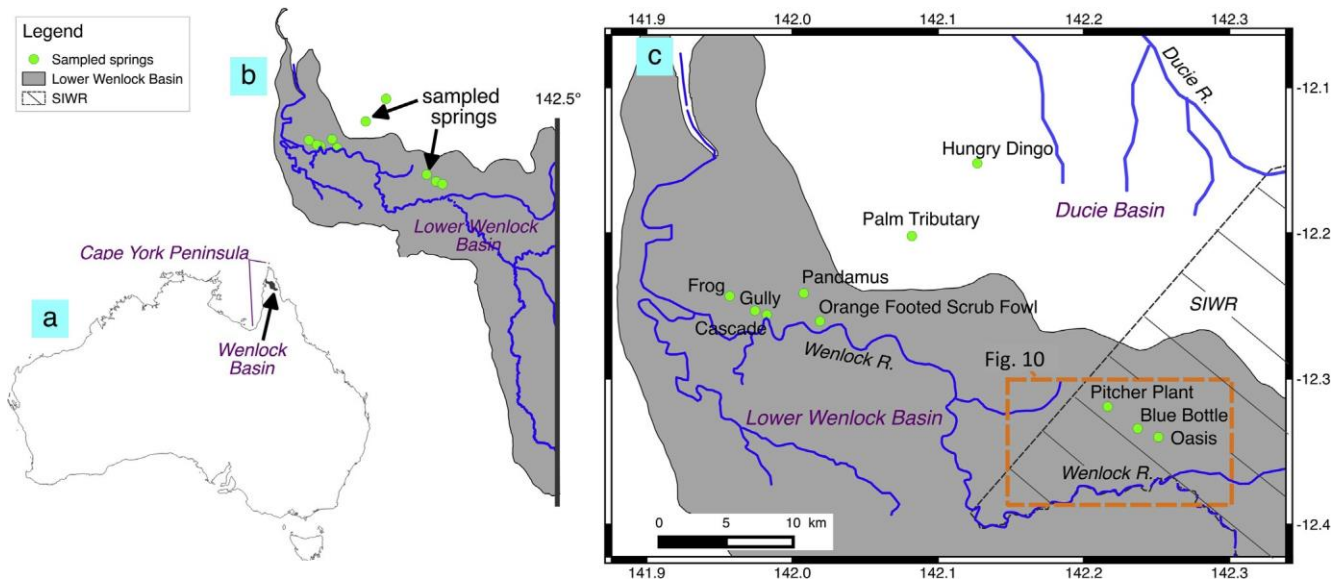 Legend
Sampled springs
Lower Wenlock Basin
SIWR
b
sampled
springs
142.5°
Lower Wenlock
Basin
Cape York Peninsula
a
Wenlock
Basin
141.9
142.0
142.1
142.2
142.3
c
Ducie R.
-12.1
Hungry Dingo
Ducie Basin
Palm Tributary
-12.2
Pandamus
Frog
Gully
Orange Footed Scrub Fowl
Cascade
SIWR
Wenlock R.
Fig. 10
-12.3
Pitcher Plant
Lower Wenlock Basin
Blue Bottle
Oasis
Wenlock R.
0
5
10 km
-12.4
141.9
142.0
142.1
142.2
142.3